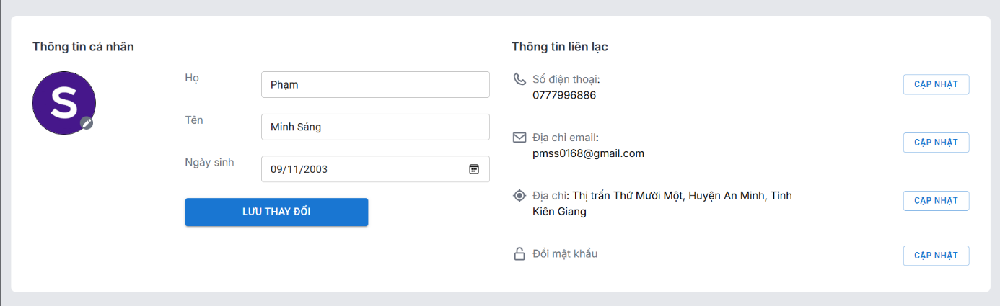 Thông tin cá nhân
S
Họ
Phạm
Tên
Minh Sáng
Ngày sinh
09/11/2003
LƯU THAY ĐỔI
Thông tin liên lạc
Số điện thoại:
0777996886
CẬP NHẬT
Địa chỉ email:
pmss0168@gmail.com
CẬP NHẬT
Địa chỉ: Thị trấn Thứ Mười Một, Huyện An Minh, Tỉnh
Kiên Giang
CẬP NHẬT
Đổi mật khẩu
CẬP NHẬT